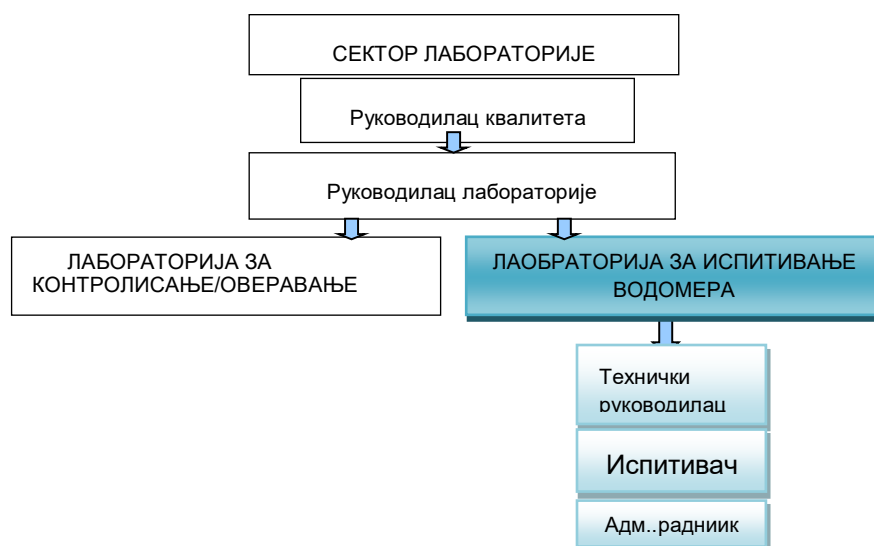 СЕКТОР ЛАБОРАТОРИЈЕ
Руководилац квалитета
Руководилац лабораторије
ЛАБОРАТОРИЈА ЗА
КОНТРОЛИСАЊЕ/ОВЕРАВАЊЕ
ЛАОБРАТОРИЈА ЗА ИСПИТИВАЊЕ
ВОДОМЕРА
Технички
руководилац
Испитивач
Адм..радниик